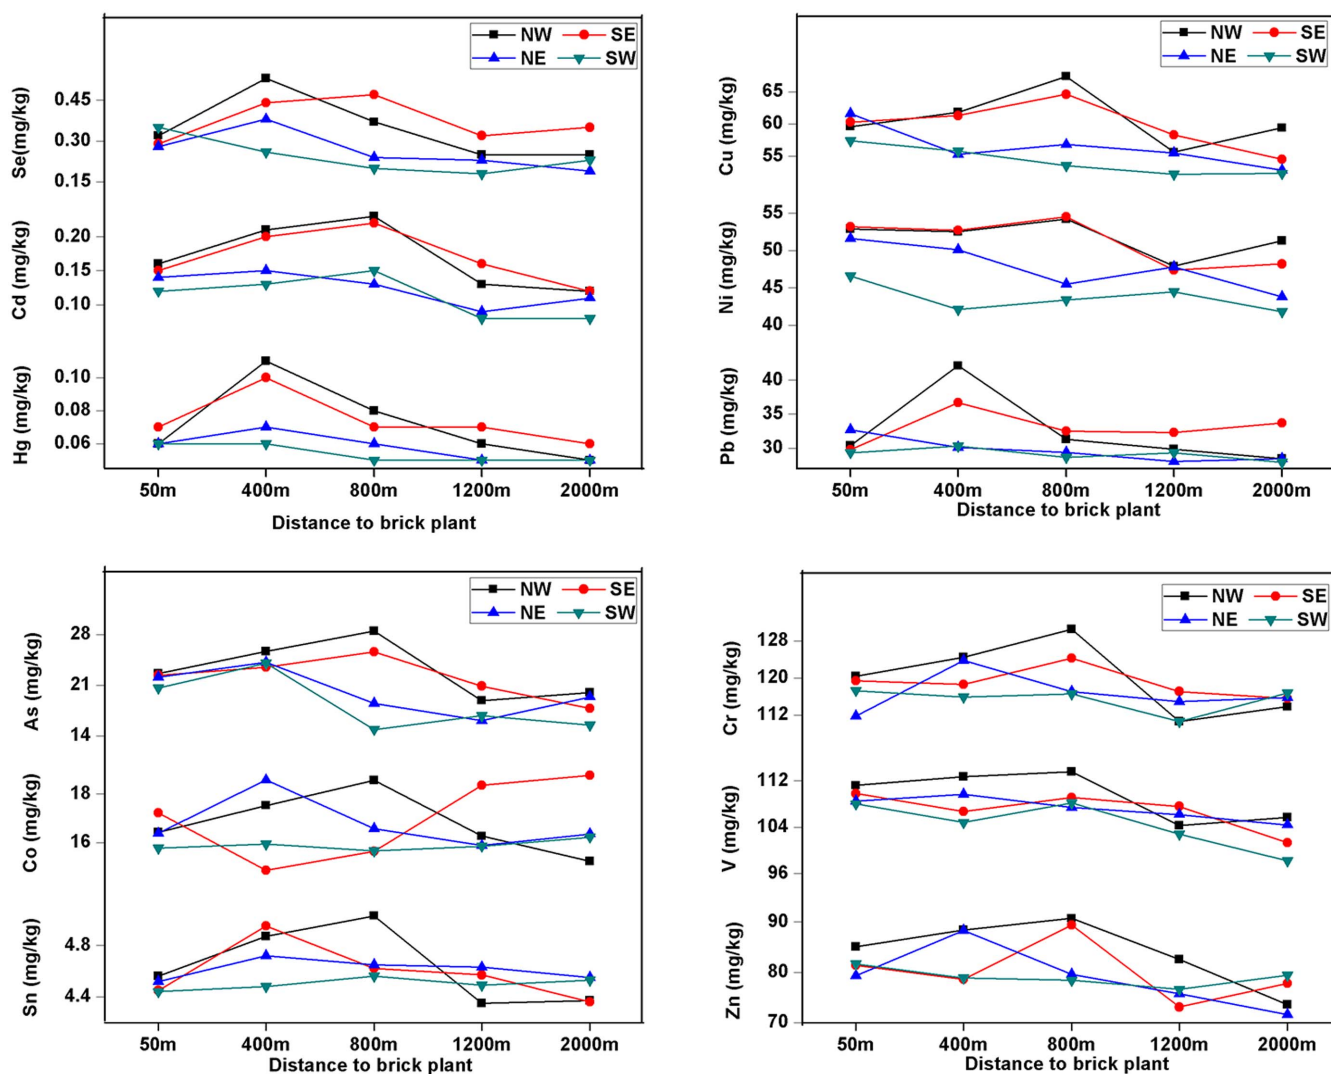 NW SE
NE SW
Se(mg/kg)
0.45
0.30
0.15
Cd (mg/kg)
0.20
0.15
0.10
Hg (mg/kg)
0.10
0.08
0.06
50m 400m 800m 1200m 2000m
Distance to brick plant
NW SE
NE SW
Cu (mg/kg)
65
60
55
Ni (mg/kg)
55
50
45
40
Pb (mg/kg)
40
35
30
50m 400m 800m 1200m 2000m
Distance to brick plant
NW SE
NE SW
As (mg/kg)
28
21
14
Co (mg/kg)
18
16
Sn (mg/kg)
4.8
4.4
50m 400m 800m 1200m 2000m
Distance to brick plant
NW SE
NE SW
Cr (mg/kg)
128
120
112
V (mg/kg)
112
104
96
Zn (mg/kg)
90
80
70
50m 400m 800m 1200m 2000m
Distance to brick plant